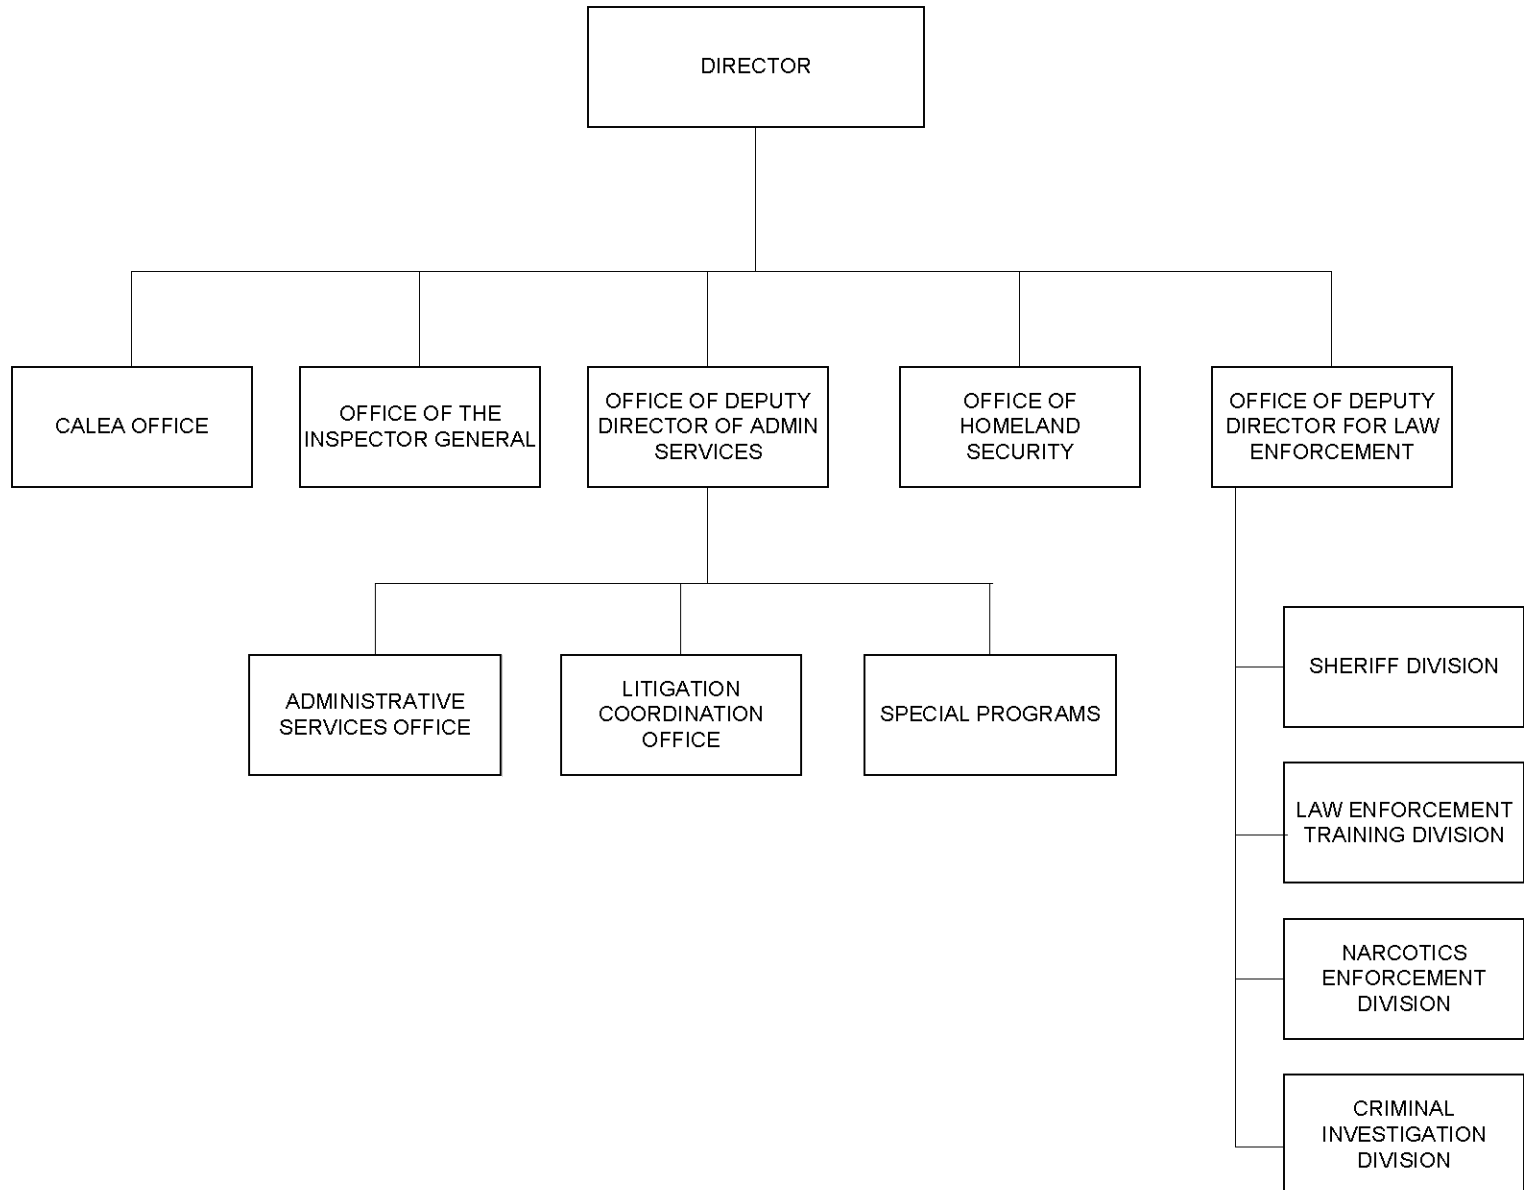 DIRECTOR
CALEA OFFICE
OFFICE OF THE
INSPECTOR GENERAL
OFFICE OF DEPUTY
DIRECTOR OF ADMIN
SERVICES
OFFICE OF
HOMELAND
SECURITY
OFFICE OF DEPUTY
DIRECTOR FOR LAW
ENFORCEMENT
ADMINISTRATIVE
SERVICES OFFICE
LITIGATION
COORDINATION
OFFICE
SPECIAL PROGRAMS
SHERIFF DIVISION
LAW ENFORCEMENT
TRAINING DIVISION
NARCOTICS
ENFORCEMENT
DIVISION
CRIMINAL
INVESTIGATION
DIVISION